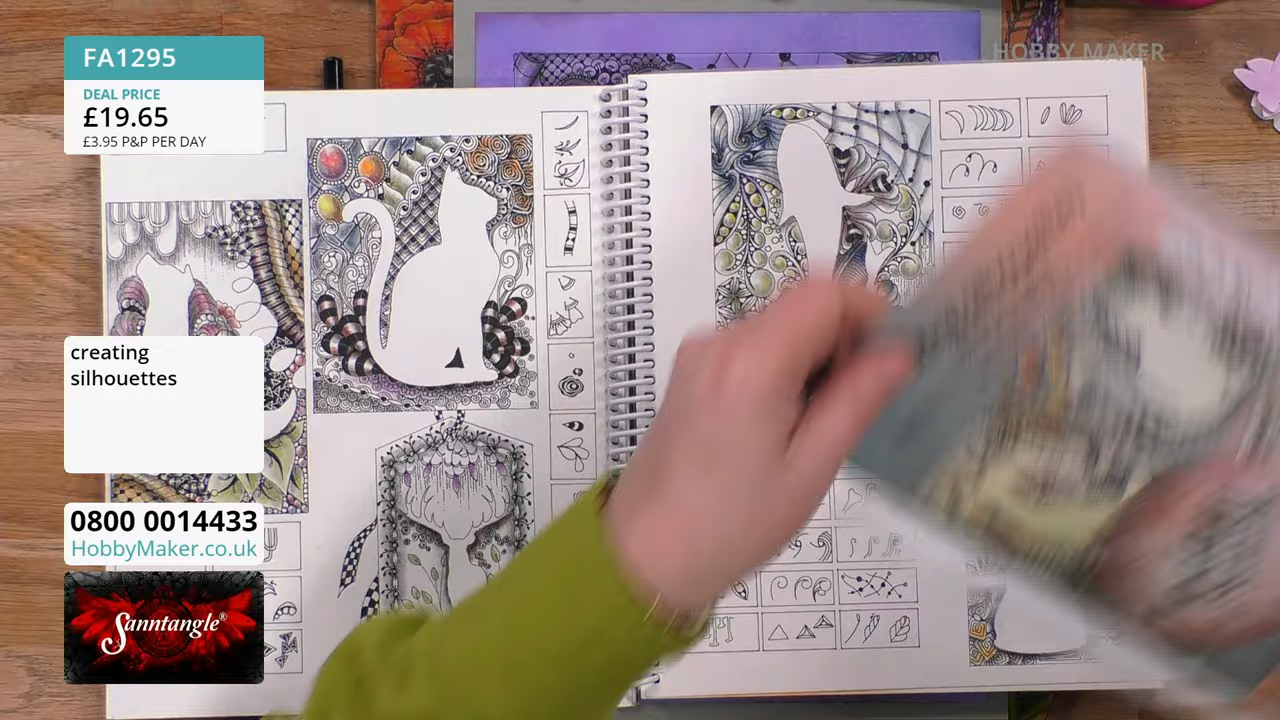 FA1295
DEAL PRICE
£19.65
£3.95 P&P PER DAY
HOBBY MAKER
creating
silhouettes
0800 0014433
HobbyMaker.co.uk
Sanntangle®